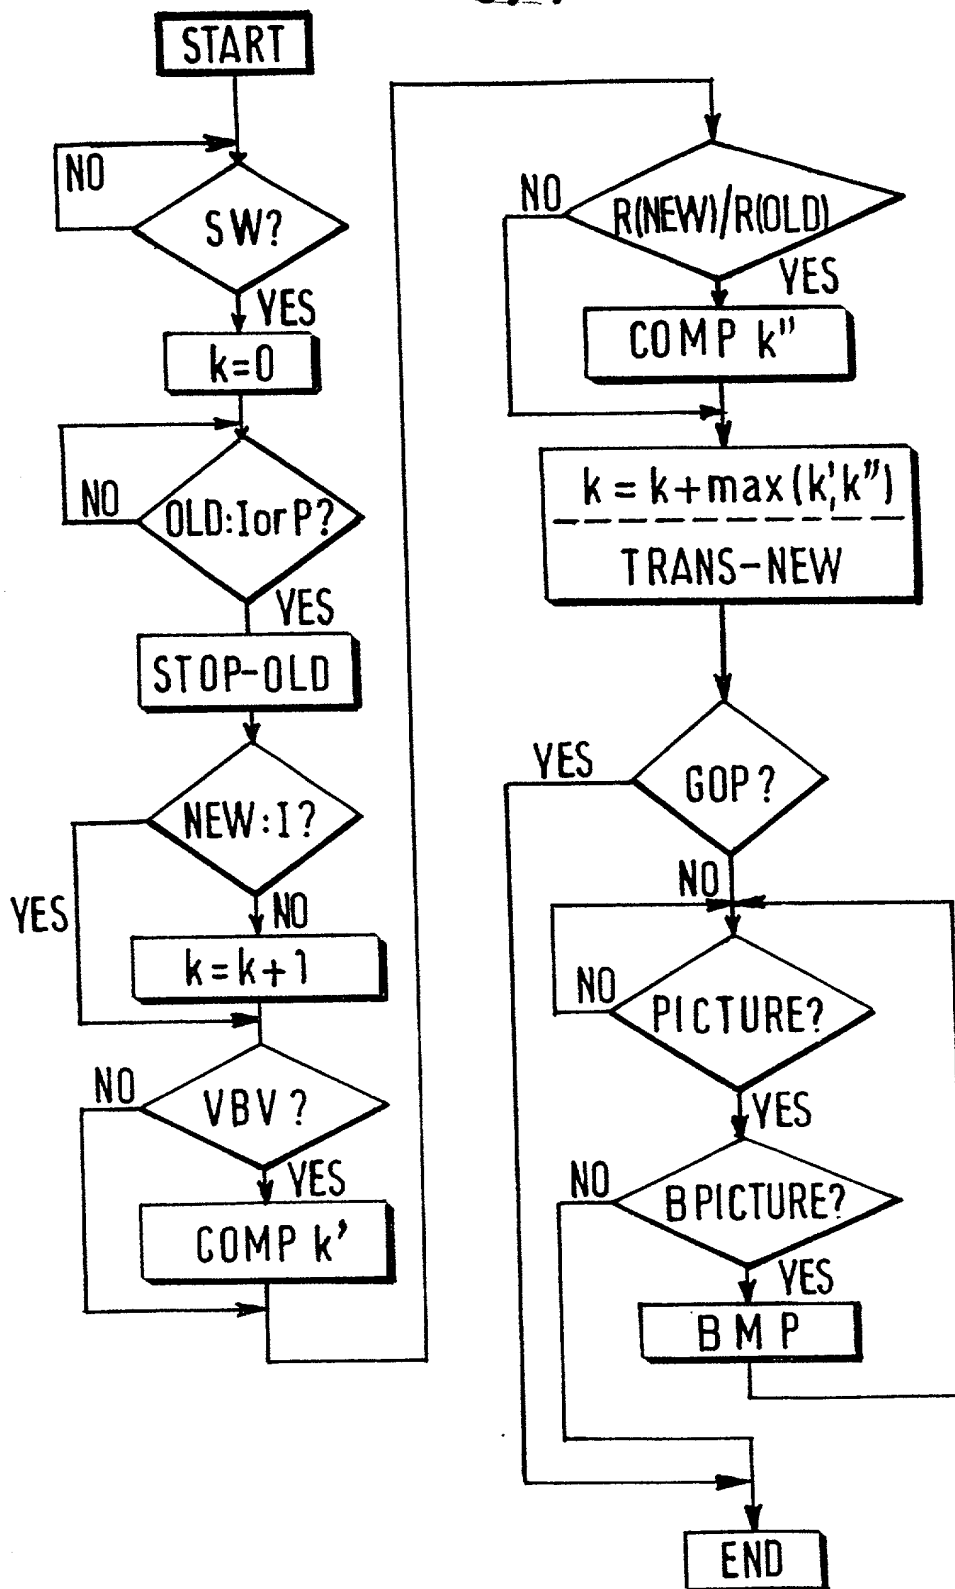 START
NO
SW?
YES
k=0
NO
OLD:I or P?
YES
STOP-OLD
NEW:I?
YES
NO
k=k+1
NO
VBV?
YES
COMP k'
NO
R(NEW)/R(OLD)
YES
COMP k"
k=k+max(k',k")
TRANS-NEW
YES
GOP?
NO
NO
PICTURE?
YES
NO
B PICTURE?
YES
BMP
END